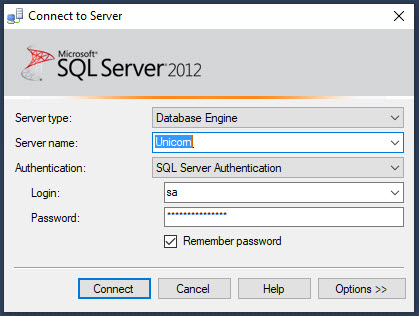 Connect to Server
Microsoft®
SQL Server® 2012
Server type: Database Engine
Server name: Unicorn
Authentication: SQL Server Authentication
Login: sa
Password: ***************
Remember password
Connect Cancel Help Options >>